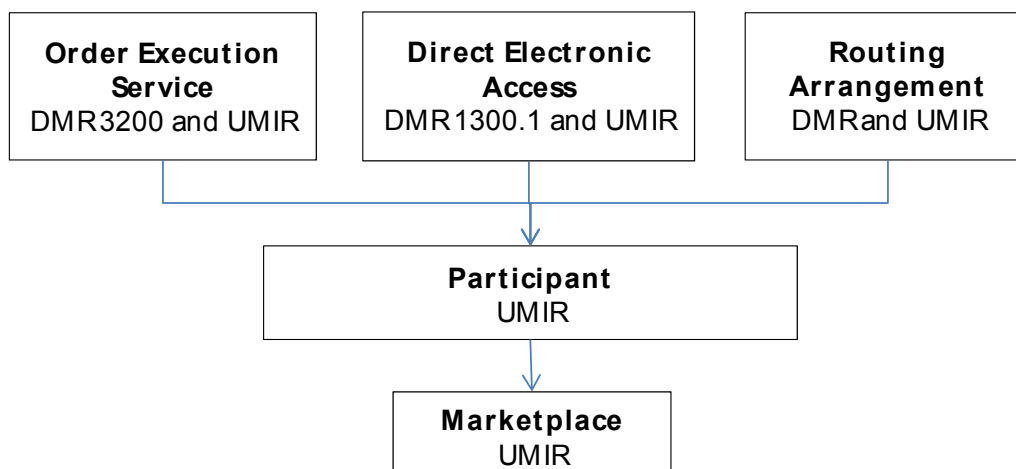 Order Execution
Service
DMR3200 and UMIR
Direct Electronic
Access
DMR1300.1 and UMIR
Routing
Arrangement
DMRand UMIR
Participant
UMIR
Marketplace
UMIR